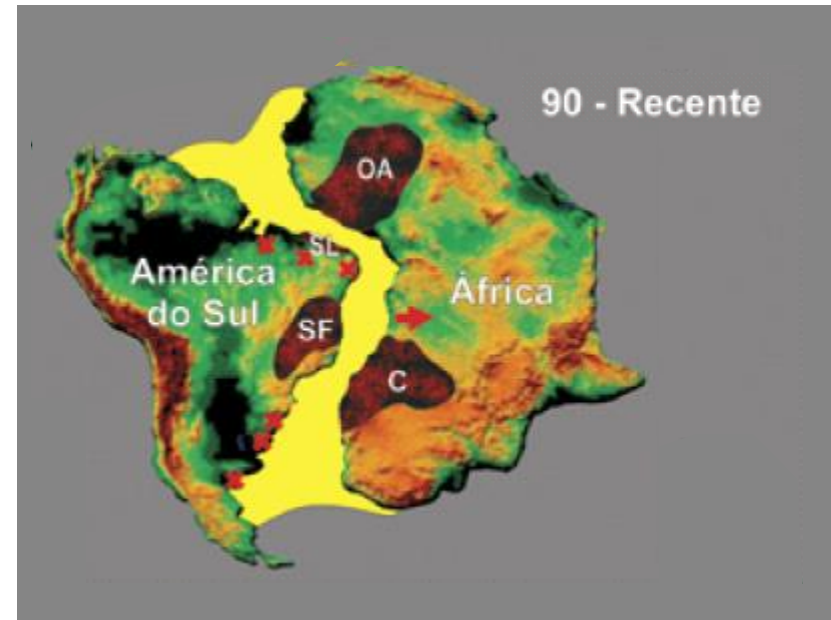 90 - Recente
OA
SL
América
do Sul
África
SF
C